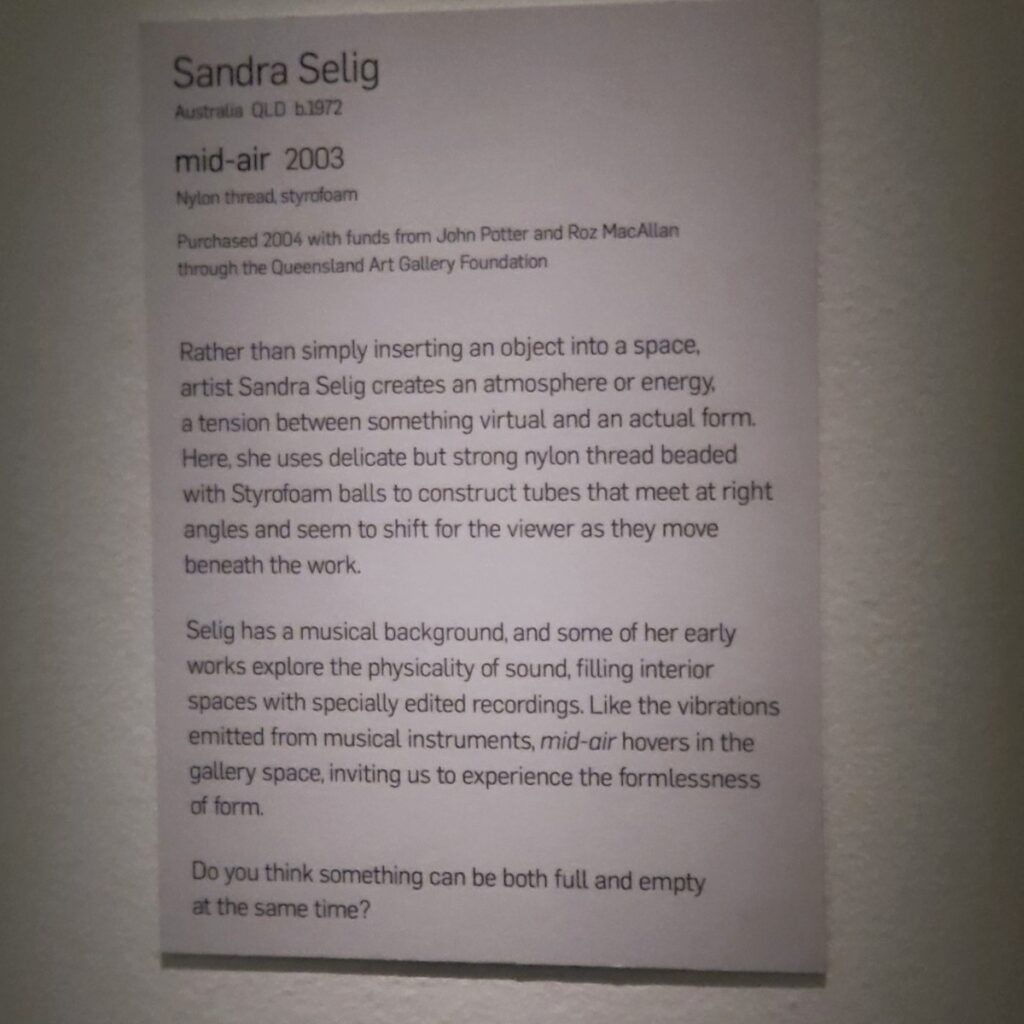 Sandra Selig
Australia QLD b.1972
mid-air 2003
Nylon thread, styrofoam
Purchased 2004 with funds from John Potter and Roz MacAllan
through the Queensland Art Gallery Foundation
Rather than simply inserting an object into a space,
artist Sandra Selig creates an atmosphere or energy,
a tension between something virtual and an actual form.
Here, she uses delicate but strong nylon thread beaded
with Styrofoam balls to construct tubes that meet at right
angles and seem to shift for the viewer as they move
beneath the work.
Selig has a musical background, and some of her early
works explore the physicality of sound, filling interior
spaces with specially edited recordings. Like the vibrations
emitted from musical instruments, mid-air hovers in the
gallery space, inviting us to experience the formlessness
of form.
Do you think something can be both full and empty
at the same time?